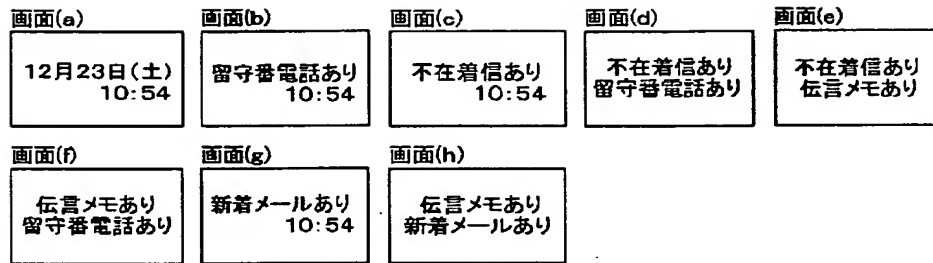 画面(a) 画面(b) 画面(c) 画面(d) 画面(e)
12月23日(土)
10:54
留守番電話あり
10:54
不在着信あり
10:54
不在着信あり
留守番電話あり
不在着信あり
伝言メモあり
画面(f) 画面(g) 画面(h)
伝言メモあり
留守番電話あり
新着メールあり
10:54
伝言メモあり
新着メールあり